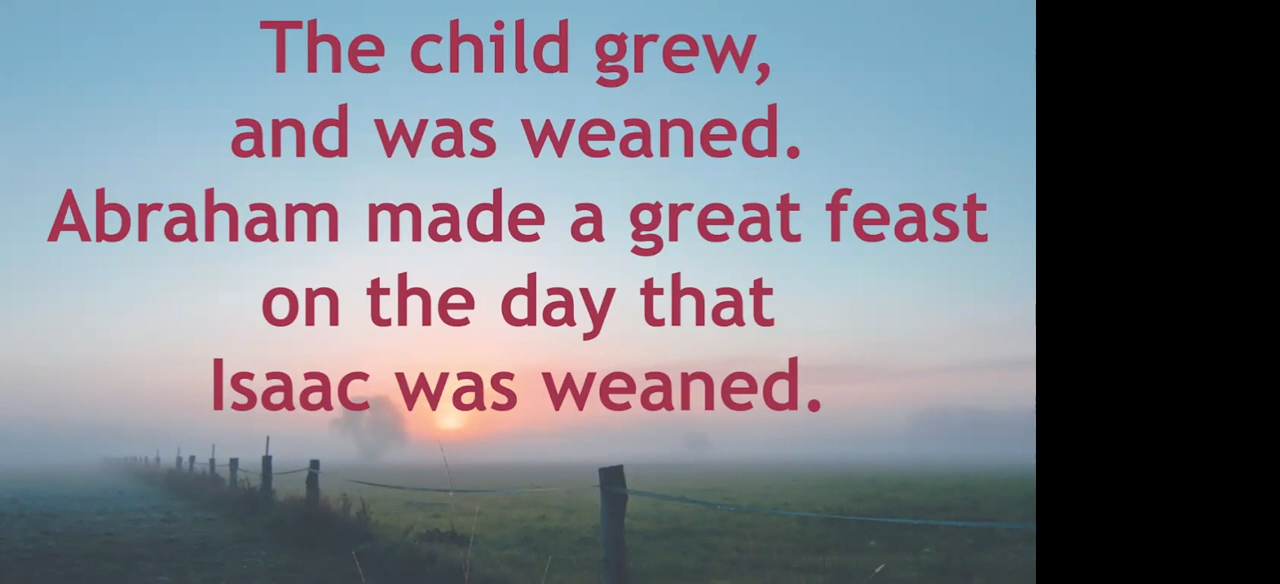 The child grew,
and was weaned.
Abraham made a great feast
on the day that
Isaac was weaned.